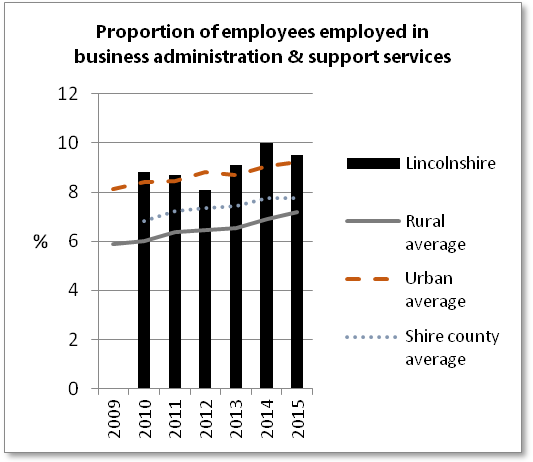 Proportion of employees employed in
business administration & support services
12
10
8
6
4
2
0
%
2009
2010
2011
2012
2013
2014
2015
Lincolnshire
Rural
average
Urban
average
Shire county
average